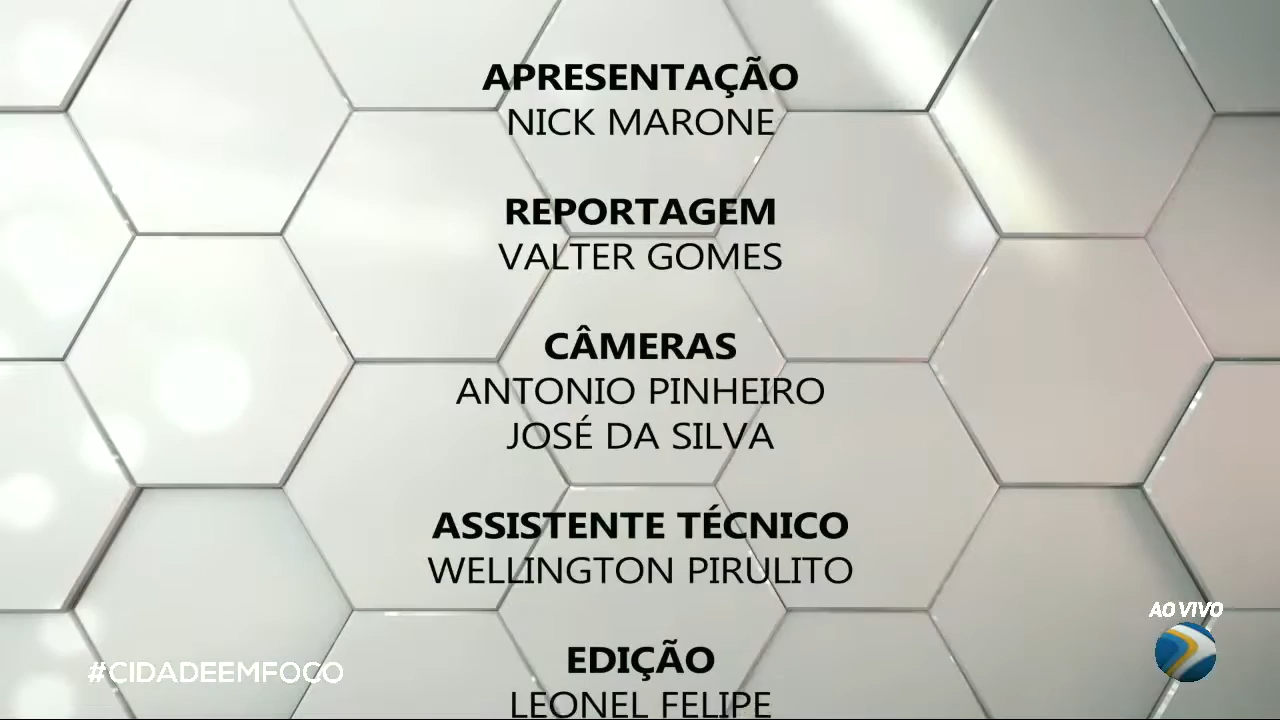 APRESENTAÇÃO
NICK MARONE
REPORTAGEM
VALTER GOMES
CÂMERAS
ANTONIO PINHEIRO
JOSÉ DA SILVA
ASSISTENTE TÉCNICO
WELLINGTON PIRULITO
EDIÇÃO
LEONEL FELIPE
#CIDADEEMFOCO
AO VIVO